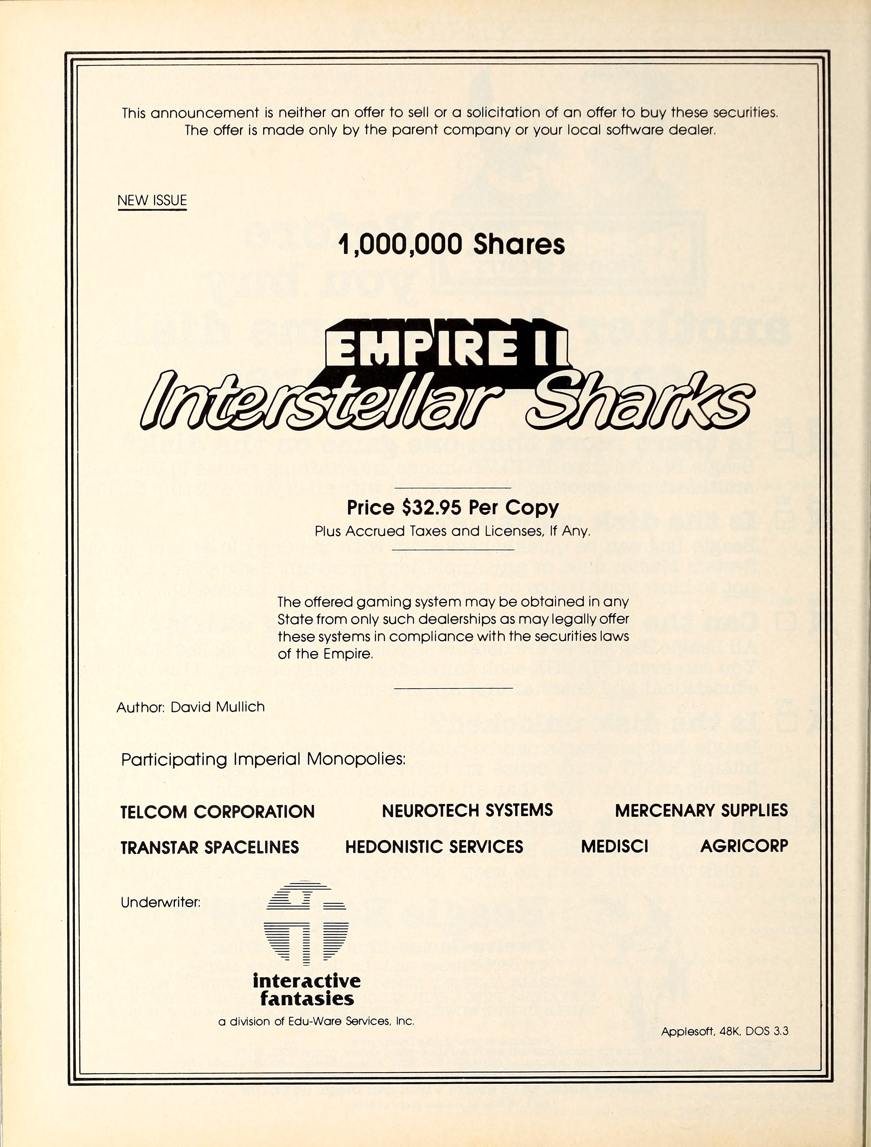 This announcement is neither an offer to sell or a solicitation of an offer to buy these securities.
The offer is made only by the parent company or your local software dealer.
NEW ISSUE
1,000,000 Shares
EMPIRE II
Interstellar Sharks
Price $32.95 Per Copy
Plus Accrued Taxes and Licenses, If Any.
The offered gaming system may be obtained in any
State from only such dealerships as may legally offer
these systems in compliance with the securities laws
of the Empire.
Author: David Mullich
Participating Imperial Monopolies:
TELCOM CORPORATION NEUROTECH SYSTEMS MERCENARY SUPPLIES
TRANSTAR SPACELINES HEDONISTIC SERVICES MEDISCI AGRICORP
Underwriter:
interactive
fantasies
a division of Edu-Ware Services, Inc.
Applesoft, 48K, DOS 3.3